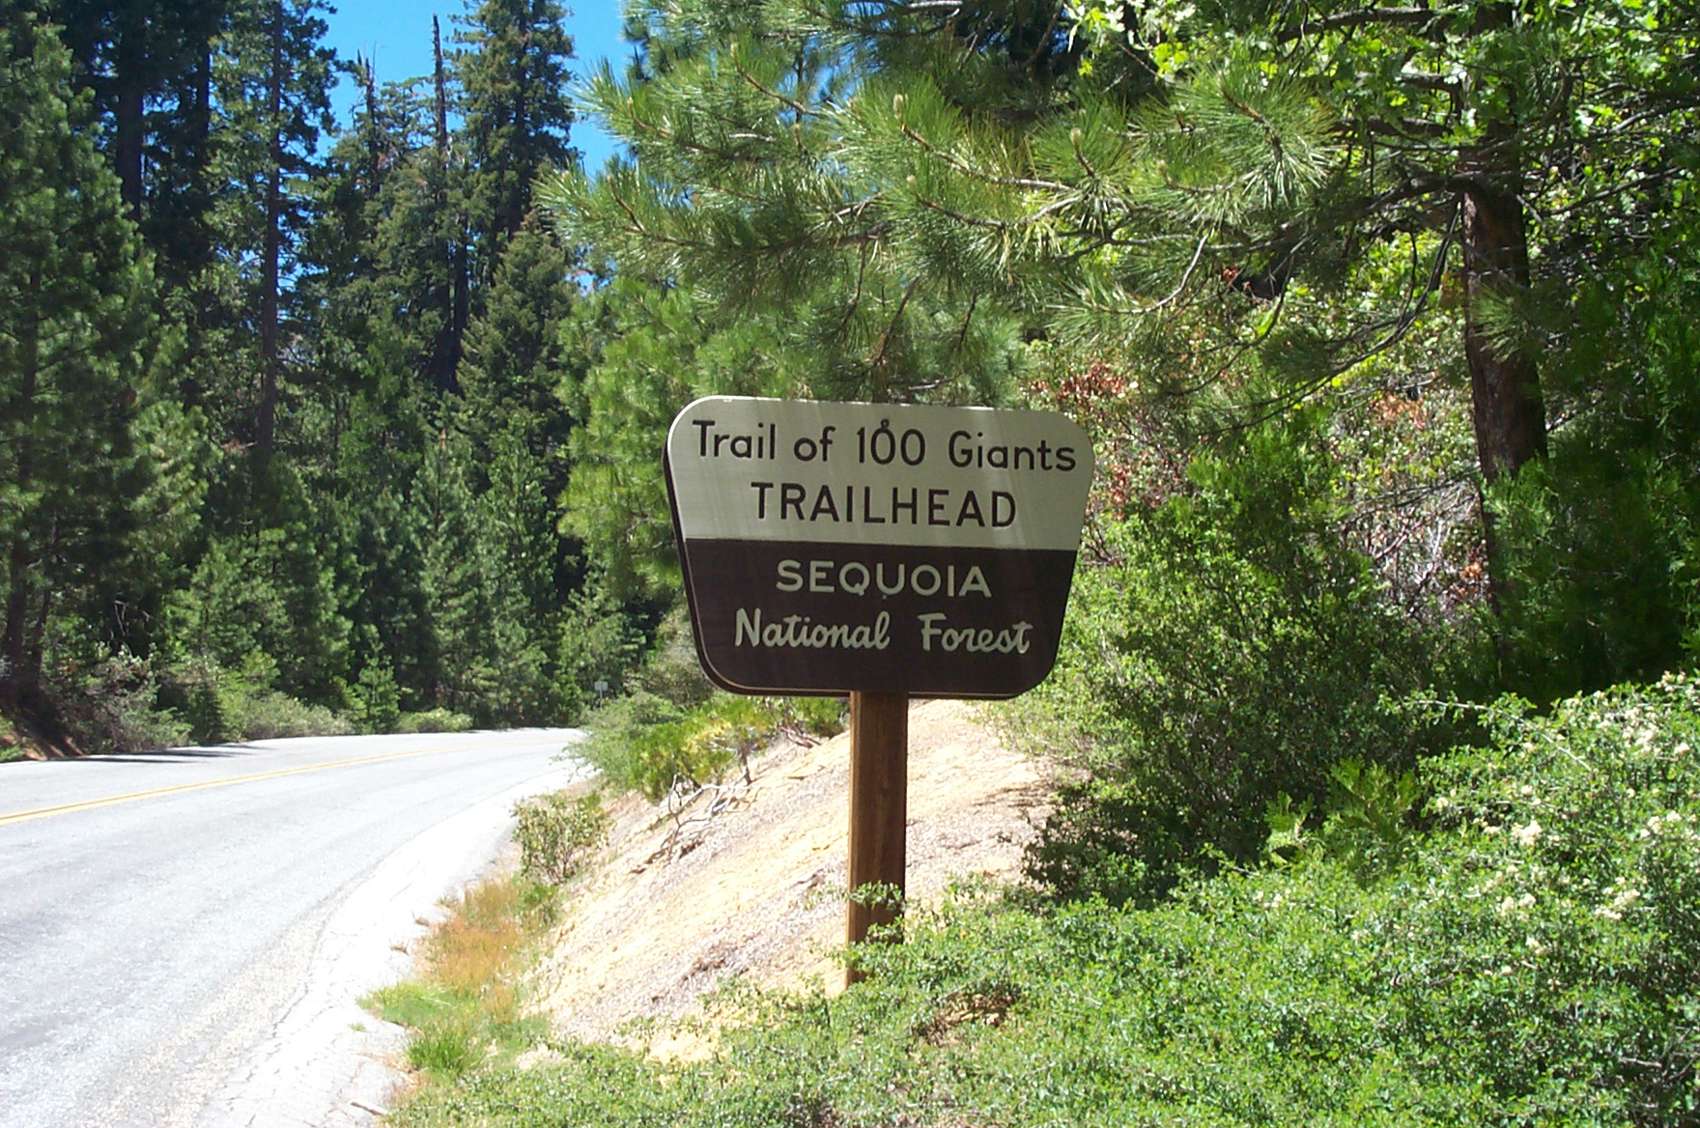 Trail of 100 Giants
TRAILHEAD
SEQUOIA
National Forest